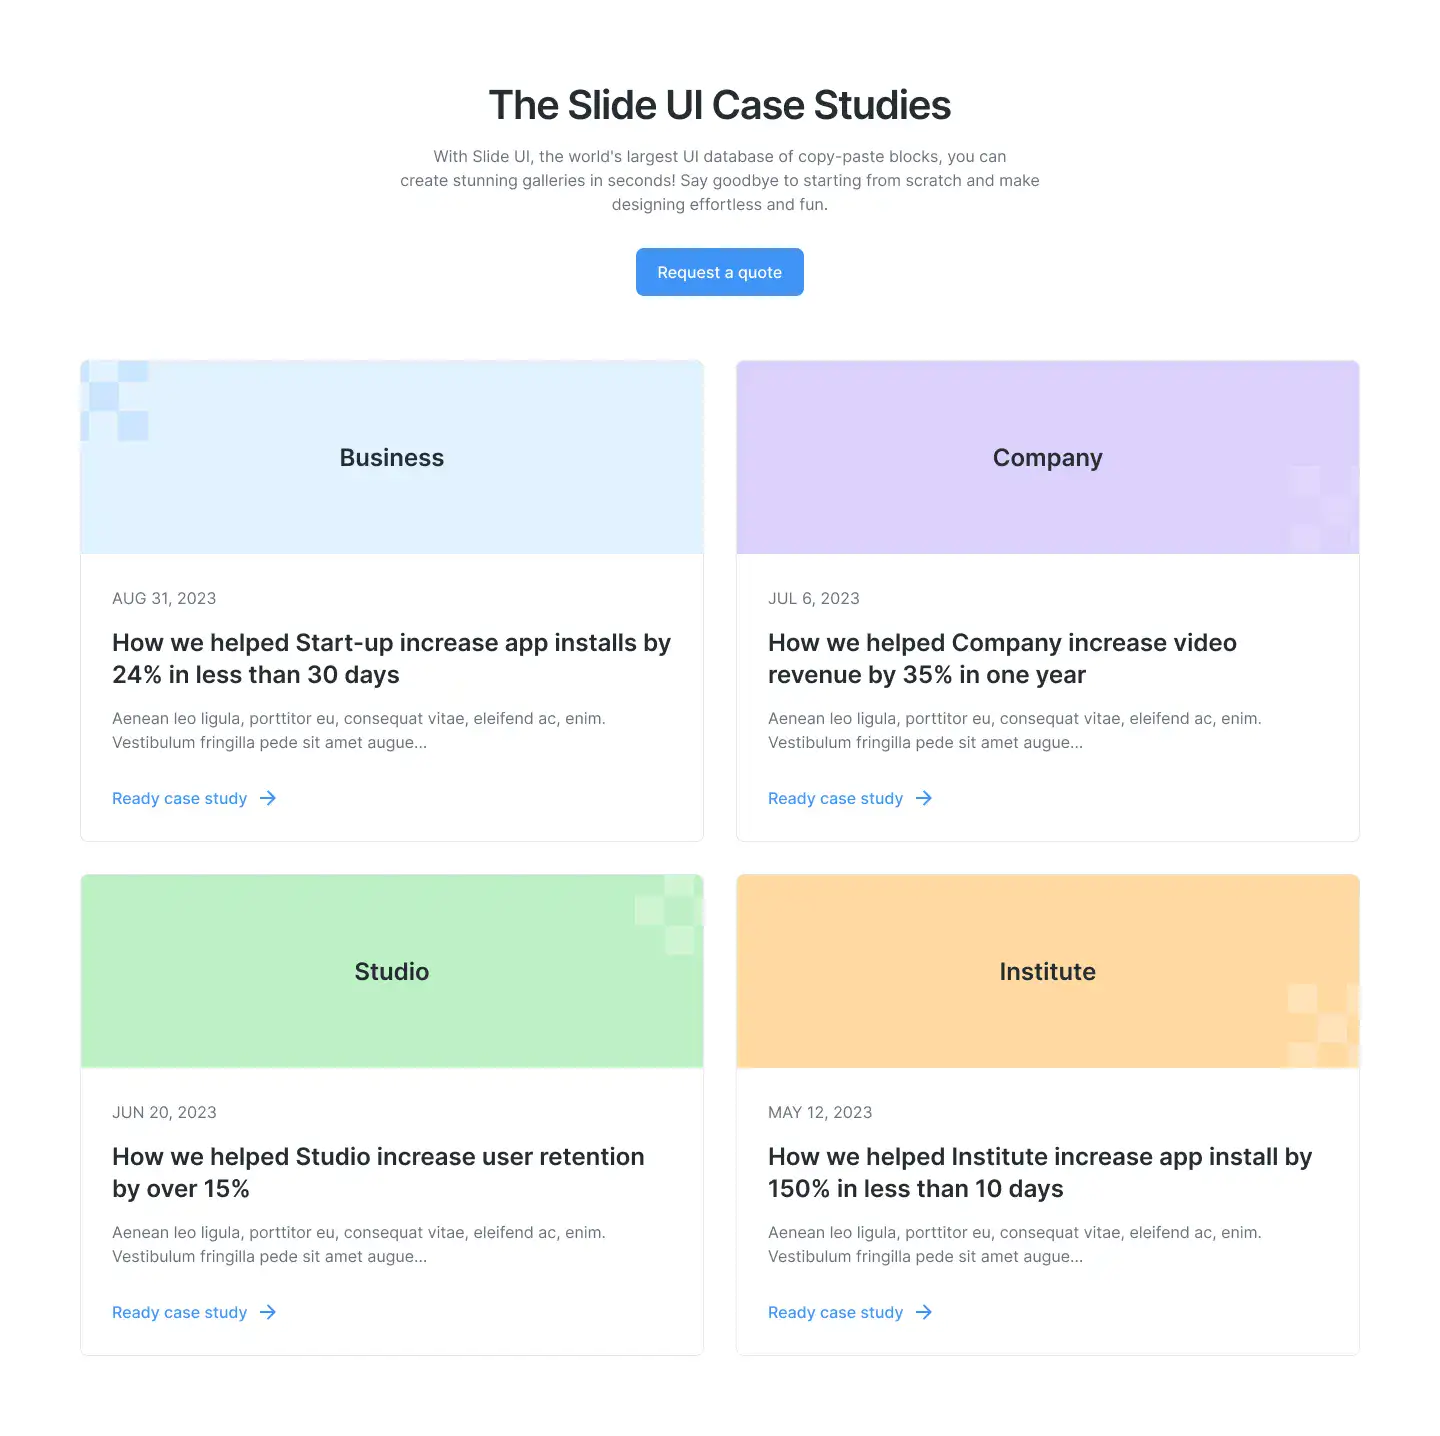 The Slide UI Case Studies
With Slide UI, the world's largest UI database of copy-paste blocks, you can
create stunning galleries in seconds! Say goodbye to starting from scratch and make
designing effortless and fun.
Request a quote
Business
AUG 31, 2023
How we helped Start-up increase app installs by
24% in less than 30 days
Aenean leo ligula, porttitor eu, consequat vitae, eleifend ac, enim.
Vestibulum fringilla pede sit amet augue...
Ready case study
Company
JUL 6, 2023
How we helped Company increase video
revenue by 35% in one year
Aenean leo ligula, porttitor eu, consequat vitae, eleifend ac, enim.
Vestibulum fringilla pede sit amet augue...
Ready case study
Studio
JUN 20, 2023
How we helped Studio increase user retention
by over 15%
Aenean leo ligula, porttitor eu, consequat vitae, eleifend ac, enim.
Vestibulum fringilla pede sit amet augue...
Ready case study
Institute
MAY 12, 2023
How we helped Institute increase app install by
150% in less than 10 days
Aenean leo ligula, porttitor eu, consequat vitae, eleifend ac, enim.
Vestibulum fringilla pede sit amet augue...
Ready case study